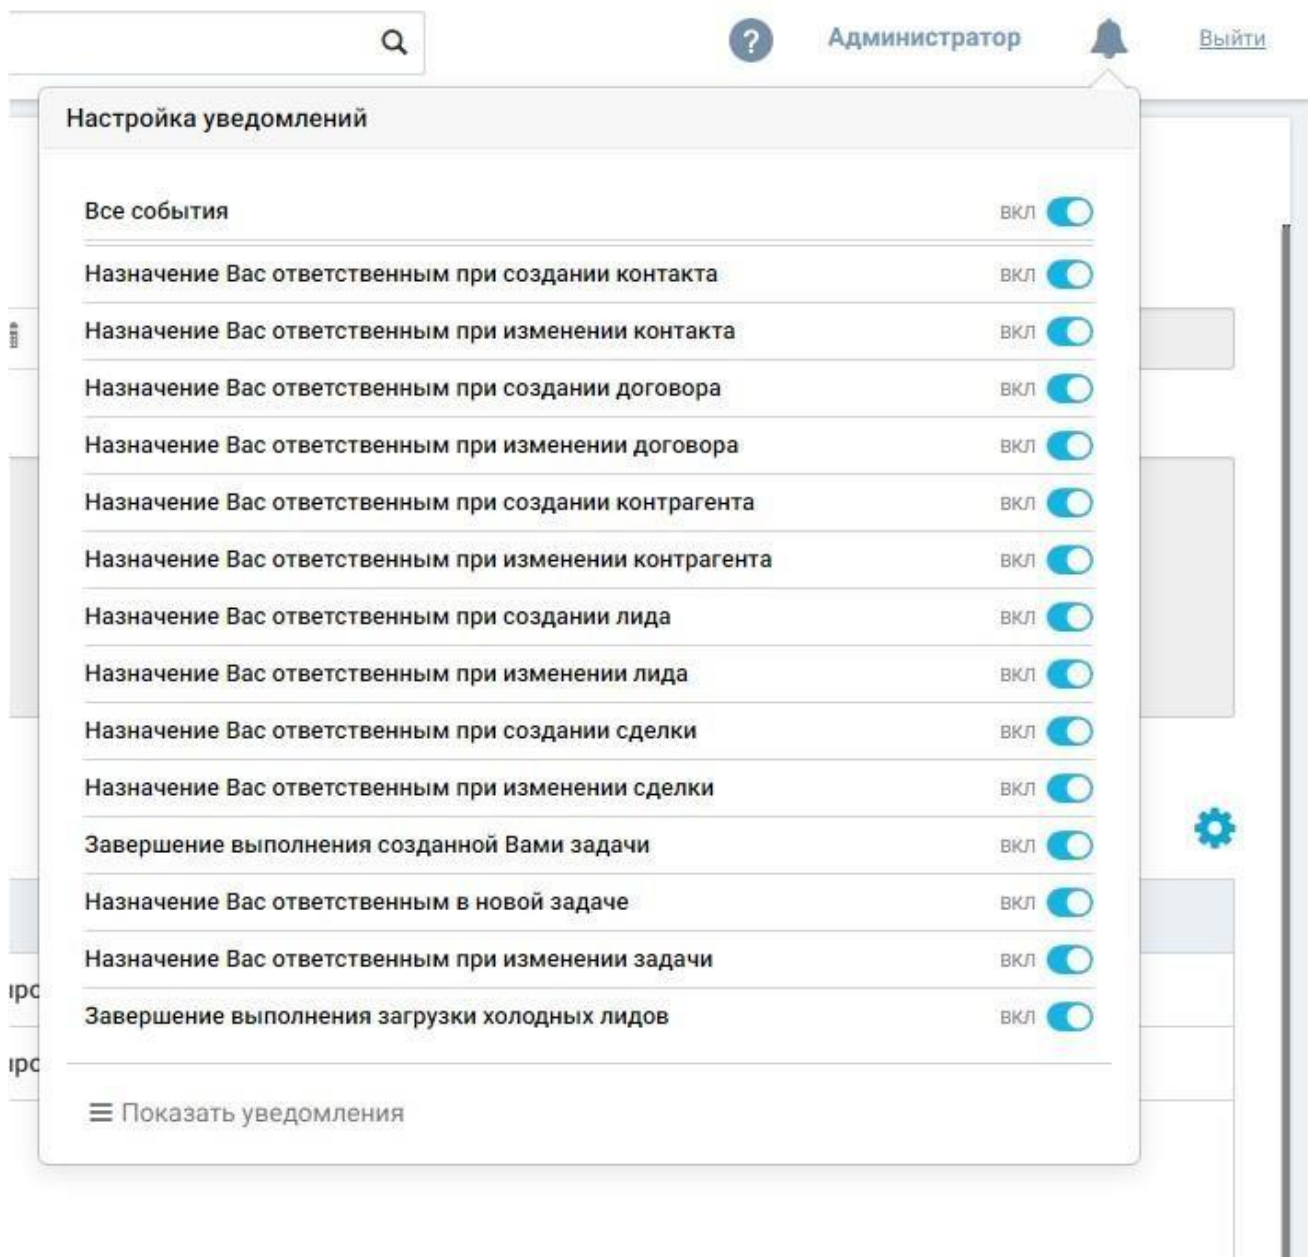 ? Администратор Выйти
Настройка уведомлений
Все события ВКЛ
Назначение Вас ответственным при создании контакта ВКЛ
Назначение Вас ответственным при изменении контакта ВКЛ
Назначение Вас ответственным при создании договора ВКЛ
Назначение Вас ответственным при изменении договора ВКЛ
Назначение Вас ответственным при создании контрагента ВКЛ
Назначение Вас ответственным при изменении контрагента ВКЛ
Назначение Вас ответственным при создании лида ВКЛ
Назначение Вас ответственным при изменении лида ВКЛ
Назначение Вас ответственным при создании сделки ВКЛ
Назначение Вас ответственным при изменении сделки ВКЛ
Завершение выполнения созданной Вами задачи ВКЛ
Назначение Вас ответственным в новой задаче ВКЛ
Назначение Вас ответственным при изменении задачи ВКЛ
Завершение выполнения загрузки холодных лидов ВКЛ
Показать уведомления